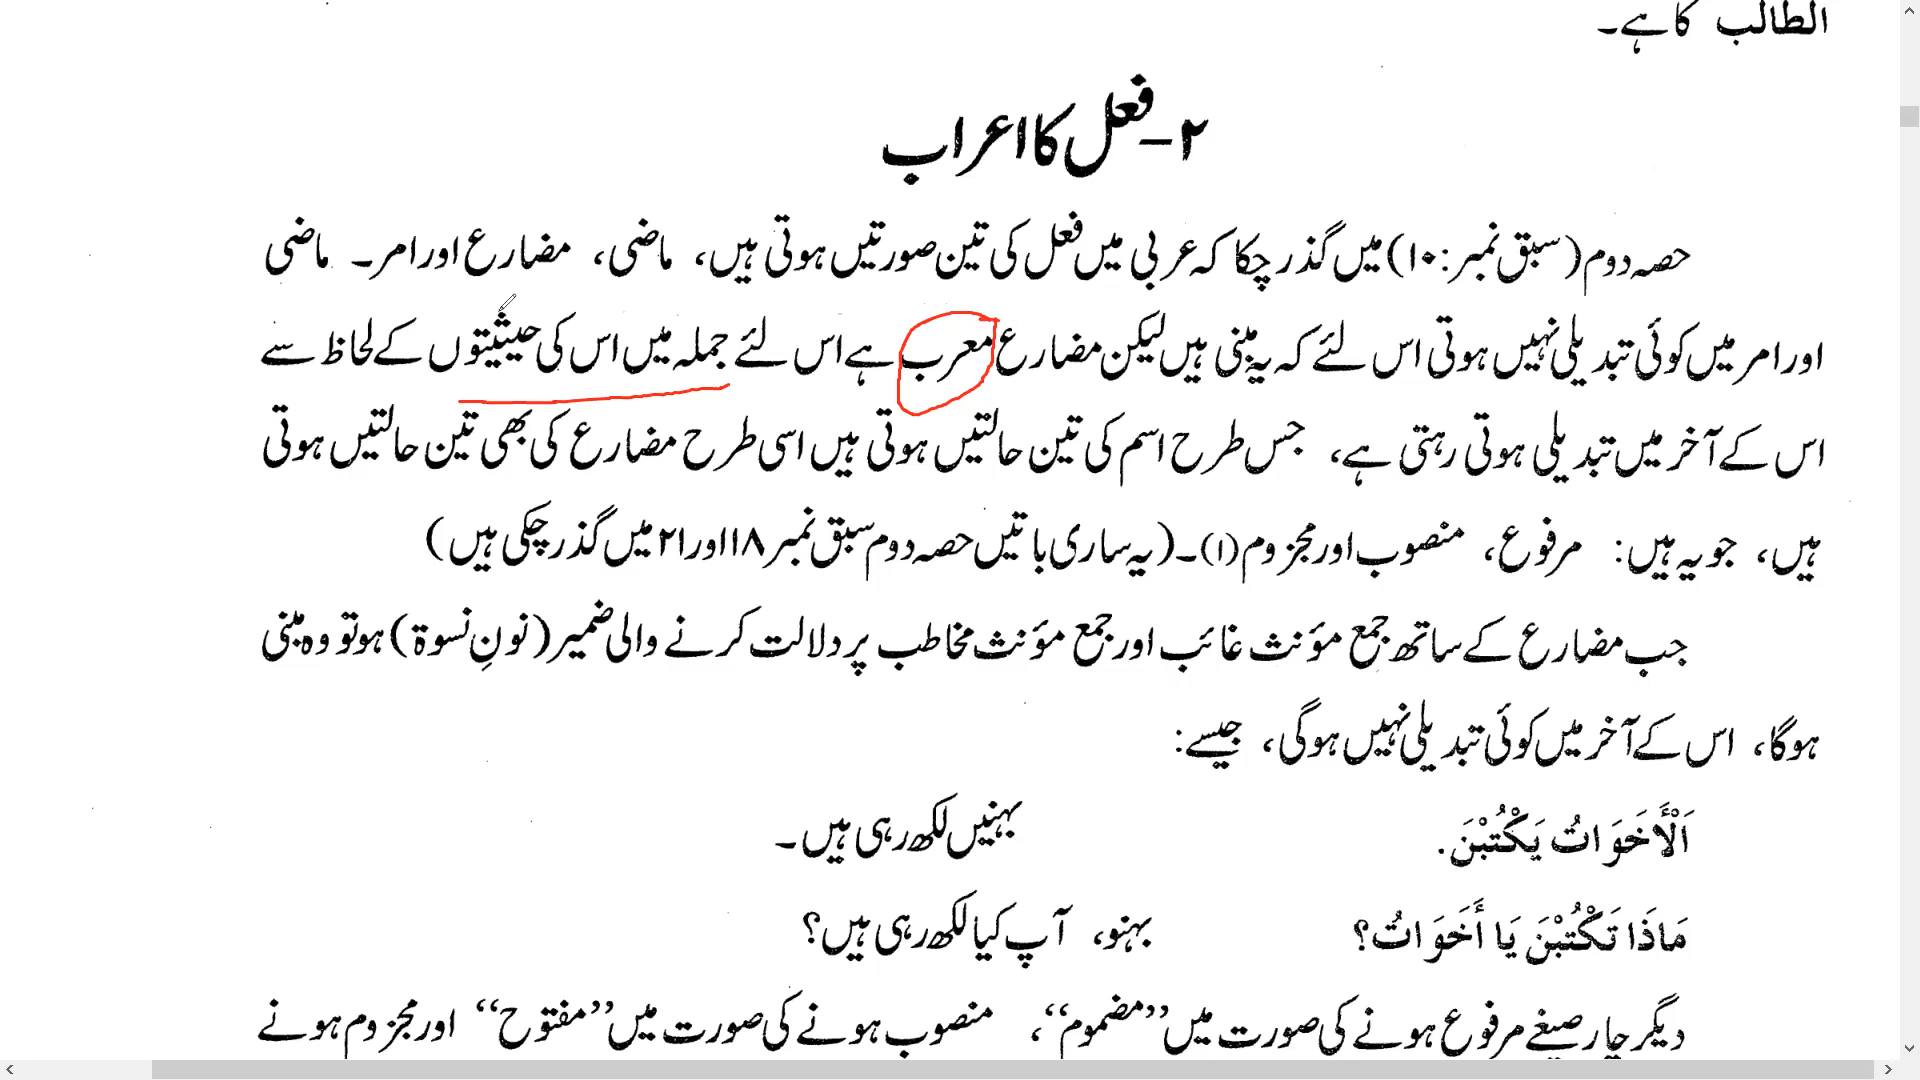 الطالب کا ہے۔
۲- فعل کا اعراب
حصہ دوم (سبق نمبر: ۱۰) میں گذر چکا کہ عربی میں فعل کی تین صورتیں ہوتی ہیں، ماضی، مضارع اور امر۔ ماضی
اور امر میں کوئی تبدیلی نہیں ہوتی اس لئے کہ یہ مبنی ہیں لیکن مضارع معرب ہے اس لئے جملہ میں اس کی حیثیتوں کے لحاظ سے
اس کے آخر میں تبدیلی ہوتی رہتی ہے، جس طرح اسم کی تین حالتیں ہوتی ہیں اسی طرح مضارع کی بھی تین حالتیں ہوتی
ہیں، جو یہ ہیں: مرفوع، منصوب اور مجزوم (۱)۔ (یہ ساری باتیں حصہ دوم سبق نمبر ۱۸ اور ۲۱ میں گذر چکی ہیں)
جب مضارع کے ساتھ جمع مؤنث غائب اور جمع مؤنث مخاطب پر دلالت کرنے والی ضمیر (نونِ نسوۃ) ہو تو وہ مبنی
ہوگا، اس کے آخر میں کوئی تبدیلی نہیں ہوگی، جیسے:
اَلْأَخَوَاتُ يَكْتُبْنَ. بہنیں لکھ رہی ہیں۔
مَاذَا تَكْتُبْنَ يَا أَخَوَاتُ؟ بہنو، آپ کیا لکھ رہی ہیں؟
دیگر چار صیغے مرفوع ہونے کی صورت میں ’’مضموم‘‘، منصوب ہونے کی صورت میں ’’مفتوح‘‘ اور مجزوم ہونے